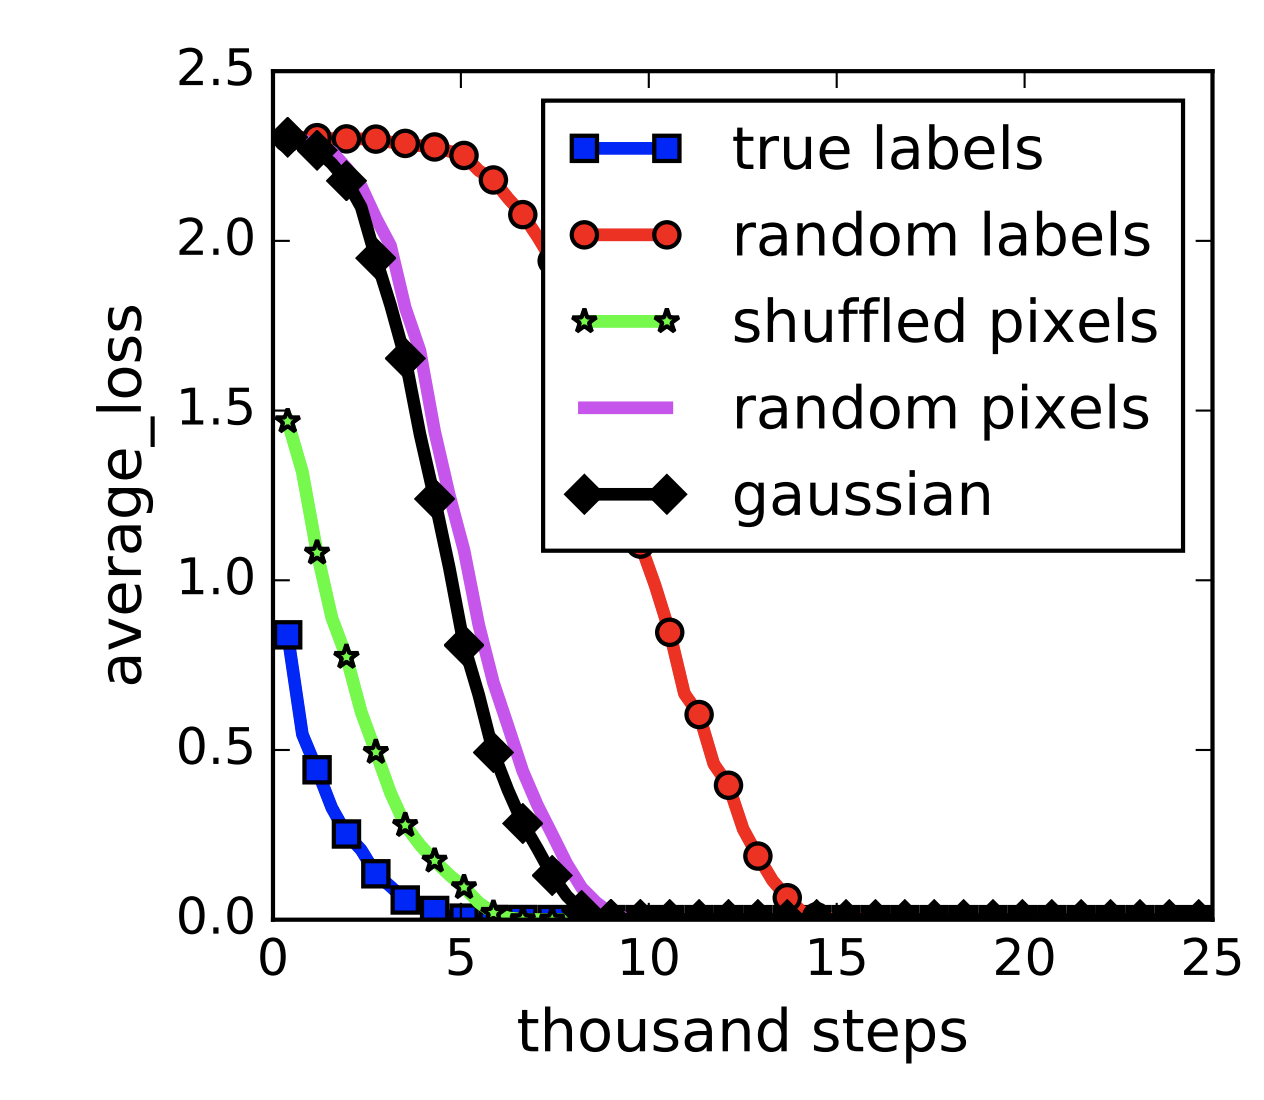 2.5
2.0
1.5
1.0
0.5
0.0
average_loss
true labels
random labels
shuffled pixels
random pixels
gaussian
0 5 10 15 20 25
thousand steps